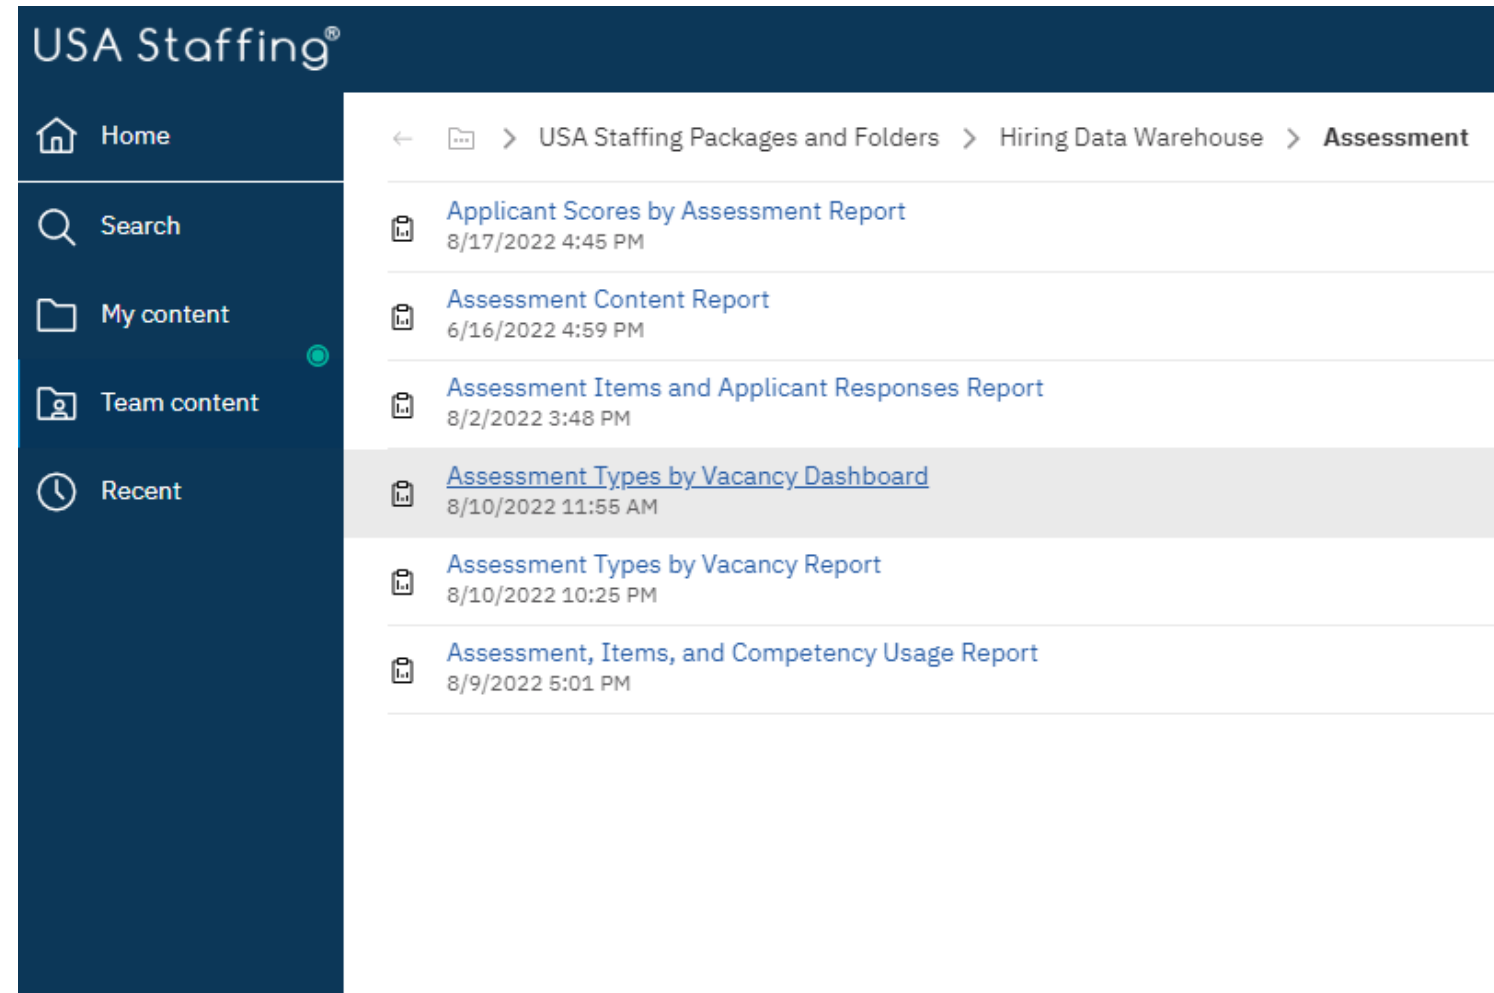 USA Staffing®
Home
Search
My content
Team content
Recent
USA Staffing Packages and Folders > Hiring Data Warehouse > Assessment
Applicant Scores by Assessment Report
8/17/2022 4:45 PM
Assessment Content Report
6/16/2022 4:59 PM
Assessment Items and Applicant Responses Report
8/2/2022 3:48 PM
Assessment Types by Vacancy Dashboard
8/10/2022 11:55 AM
Assessment Types by Vacancy Report
8/10/2022 10:25 PM
Assessment, Items, and Competency Usage Report
8/9/2022 5:01 PM